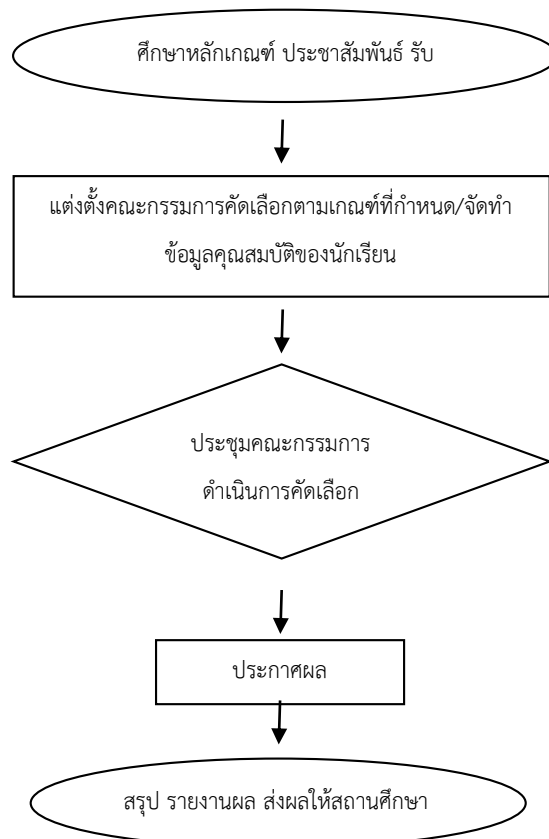 ศึกษาหลักเกณฑ์ ประชาสัมพันธ์ รับ
แต่งตั้งคณะกรรมการคัดเลือกตามเกณฑ์ที่กำหนด/จัดทำ
ข้อมูลคุณสมบัติของนักเรียน
ประชุมคณะกรรมการ
ดำเนินการคัดเลือก
ประกาศผล
สรุป รายงานผล ส่งผลให้สถานศึกษา